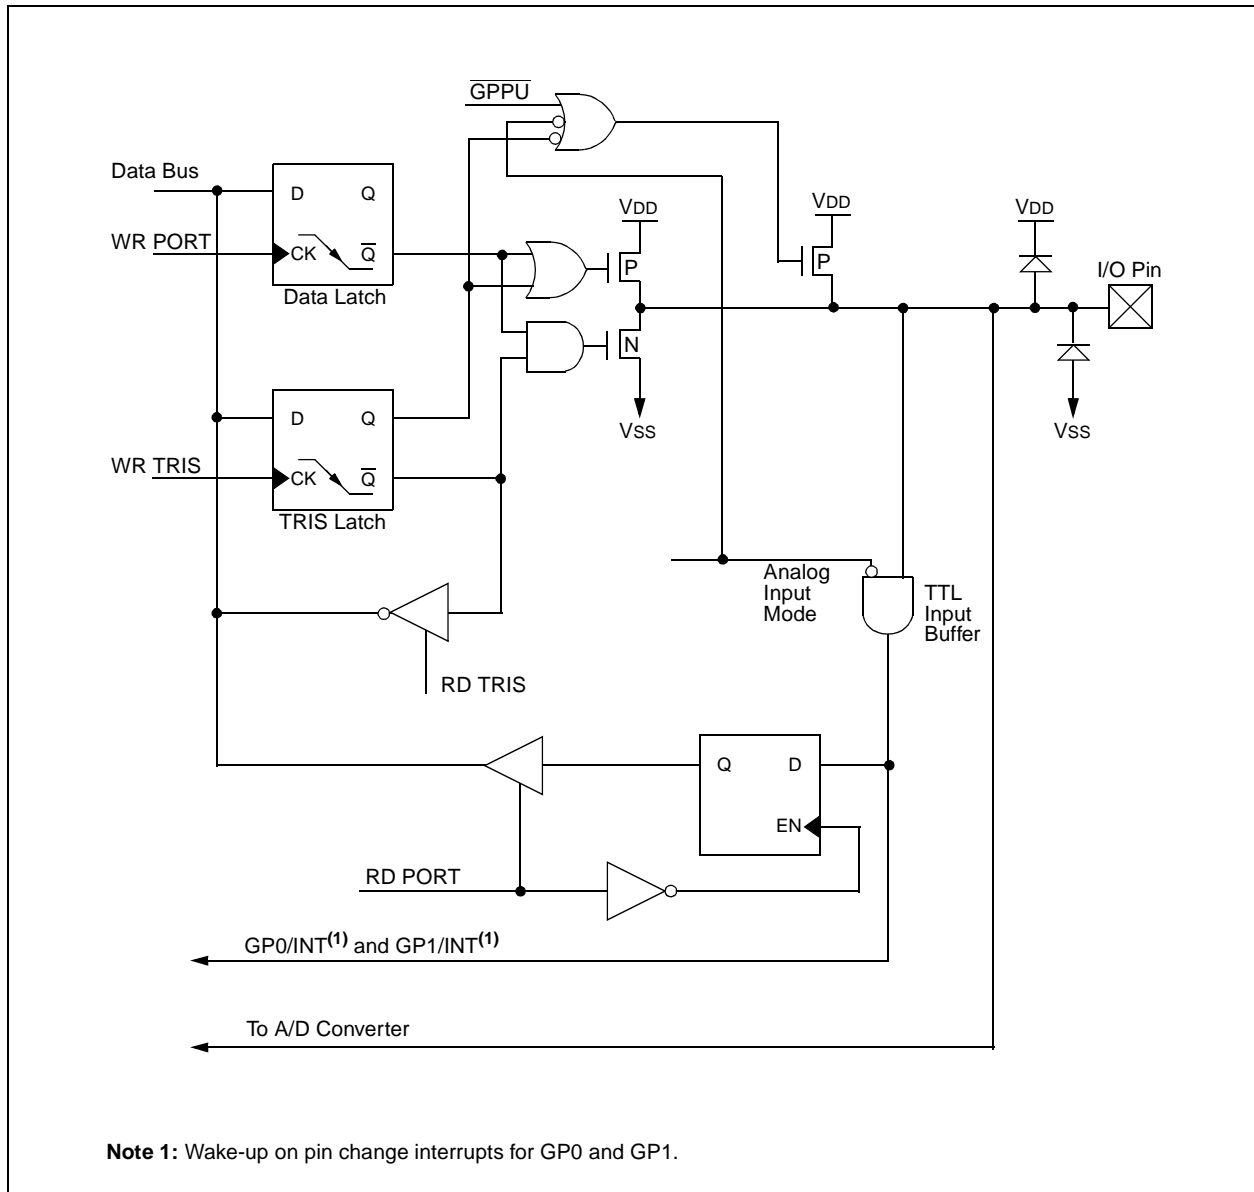 G̅P̅P̅U̅
Data Bus
D Q
WR PORT
CK Q̅
Data Latch
VDD
P
N
VSS
VDD
P
VDD
I/O Pin
VSS
D Q
WR TRIS
CK Q̅
TRIS Latch
Analog
Input
Mode
TTL
Input
Buffer
RD TRIS
Q D
EN
RD PORT
GP0/INT(1) and GP1/INT(1)
To A/D Converter
Note 1: Wake-up on pin change interrupts for GP0 and GP1.